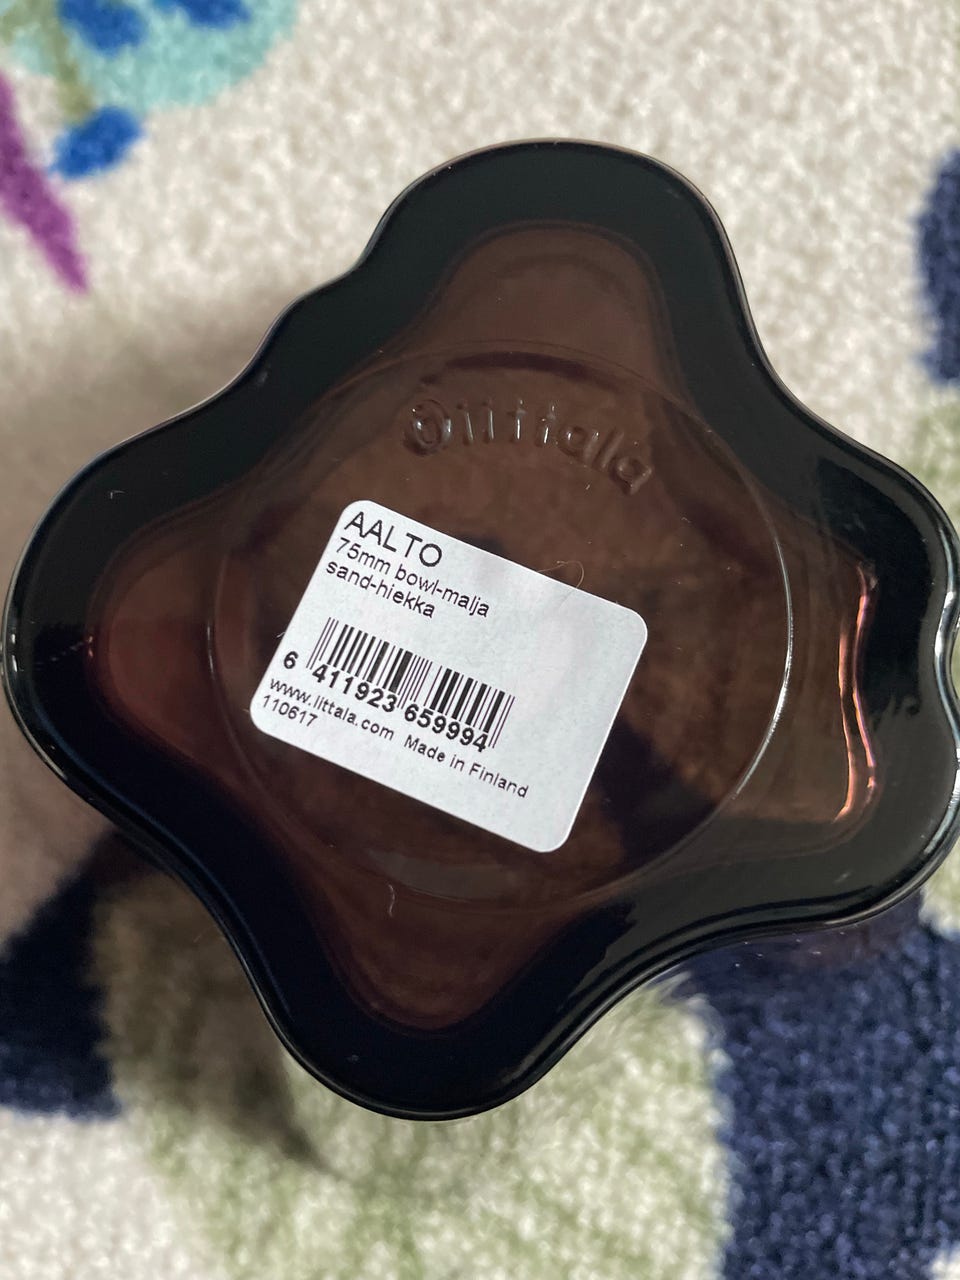 iittala
AALTO
75mm bowl-malja
sand-hiekka
6 411923 659994
www.iittala.com Made in Finland
110617